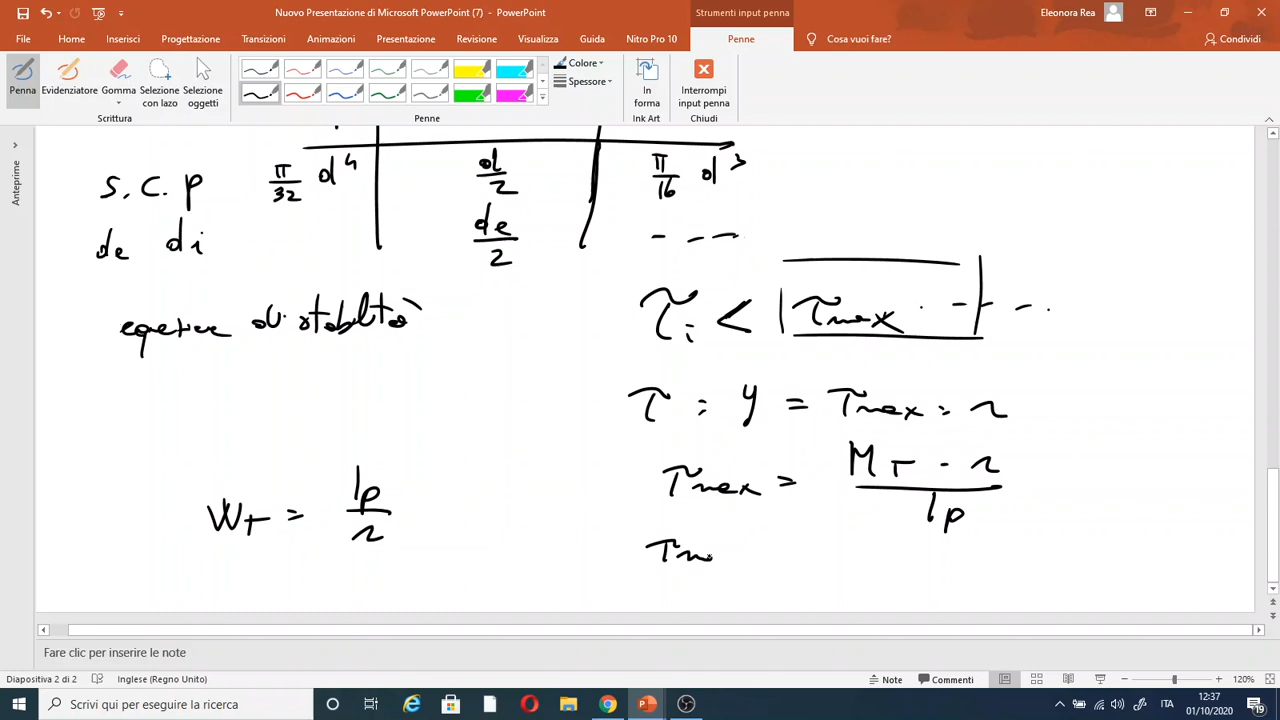 Nuovo Presentazione di Microsoft PowerPoint (7) - PowerPoint
Strumenti input penna
Eleonora Rea
File Home Inserisci Progettazione Transizioni Animazioni Presentazione Revisione Visualizza Guida Nitro Pro 10 Penne Cosa vuoi fare? Condividi
Penna Evidenziatore Gomma Selezione con lazo Selezione oggetti
Colore
Spessore
In forma
Interrompi input penna
Scrittura Penne Ink Art Chiudi
Anteprime
s.c.p π/32 d⁴ d/2 π/16 d³
de di de/2 - - - -
di stabilità
τi < |τmax · - | - ·
τ : y = τmax : r
τmax = MT · r / Ip
WT = Ip / r
τm
Fare clic per inserire le note
Diapositiva 2 di 2 Inglese (Regno Unito) Note Commenti 120%
Scrivi qui per eseguire la ricerca
ITA 12:37 01/10/2020 19